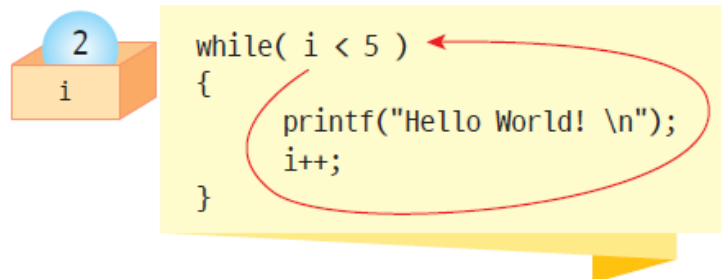 2
i
while( i < 5 )
{
printf("Hello World! \n");
i++;
}